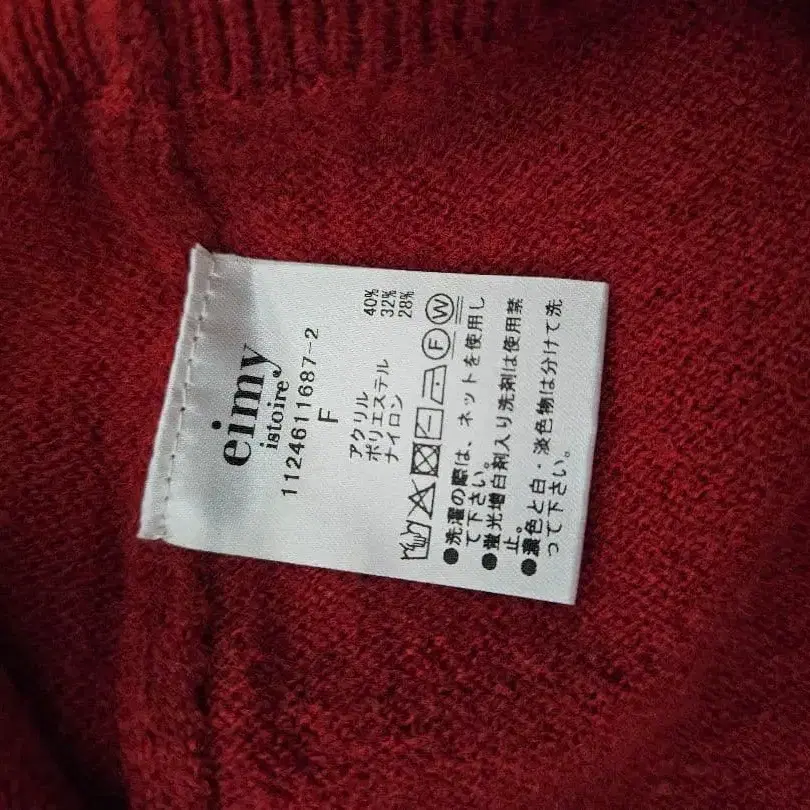 eimy
istoire®
1124611687-2
F
アクリル 40%
ポリエステル 32%
ナイロン 28%
F W
●洗濯の際は、ネットを使用し
て下さい。
●蛍光増白剤入り洗剤は使用禁
止。
●濃色と白・淡色物は分けて洗
って下さい。